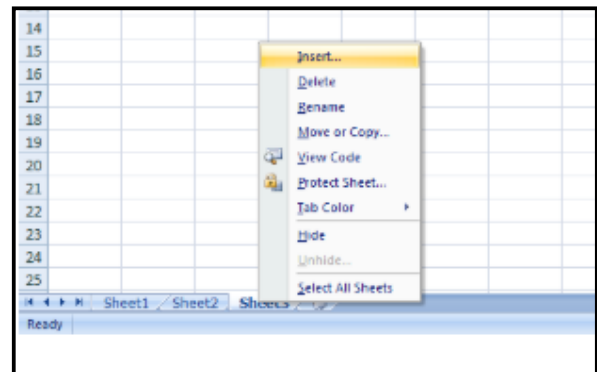 14
15
16
17
18
19
20
21
22
23
24
25
Insert...
Delete
Rename
Move or Copy...
View Code
Protect Sheet...
Tab Color
Hide
Unhide...
Select All Sheets
Sheet1 Sheet2 Sheet3
Ready